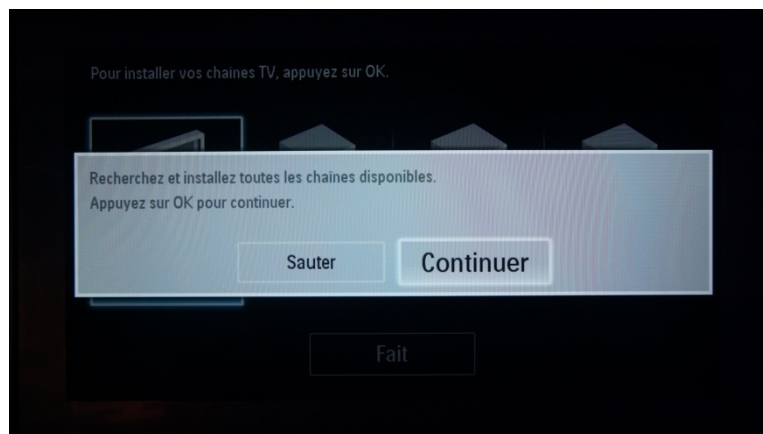 Pour installer vos chaines TV, appuyez sur OK.
Recherchez et installez toutes les chaînes disponibles.
Appuyez sur OK pour continuer.
Sauter
Continuer
Fait